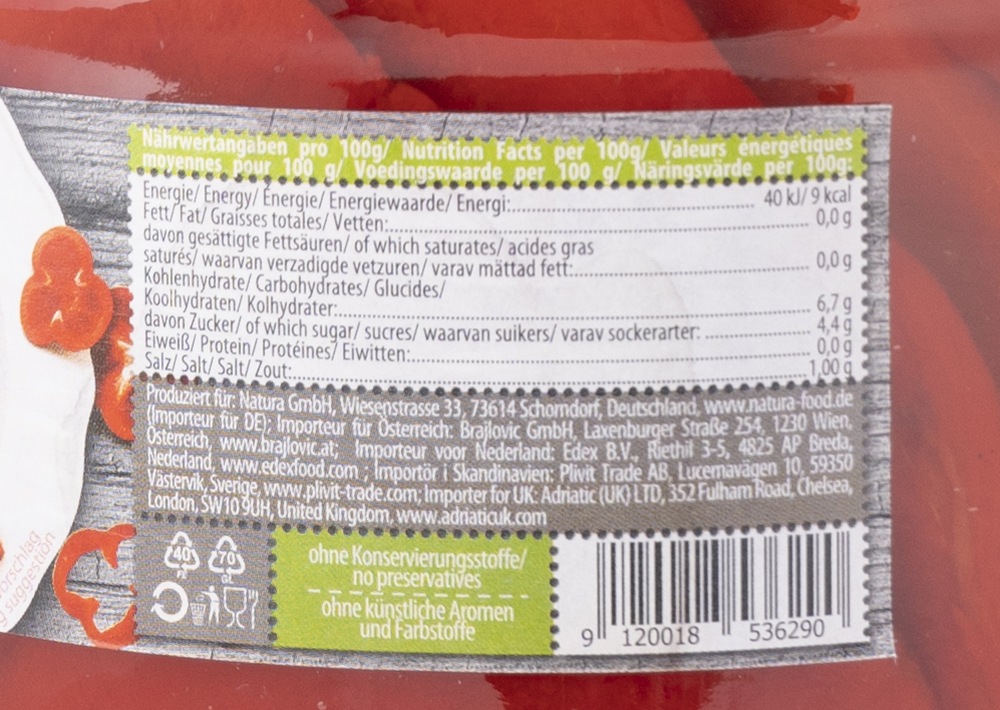 Nährwertangaben pro 100g/ Nutrition Facts per 100g/ Valeurs énergétiques
moyennes pour 100 g/ Voedingswaarde per 100 g/ Näringsvärde per 100g:
Energie/ Energy/ Énergie/ Energiewaarde/ Energi:........ 40 kJ/ 9 kcal
Fett/ Fat/ Graisses totales/ Vetten:........ 0,0 g
davon gesättigte Fettsäuren/ of which saturates/ acides gras
saturés/ waarvan verzadigde vetzuren/ varav mättad fett:........ 0,0 g
Kohlenhydrate/ Carbohydrates/ Glucides/
Koolhydraten/ Kolhydrater:........ 6,7 g
davon Zucker/ of which sugar/ sucres/ waarvan suikers/ varav sockerarter: ........ 4,4 g
Eiweiß/ Protein/ Protéines/ Eiwitten:........ 0,0 g
Salz/ Salt/ Salt/ Zout:........ 1,00 g
Produziert für: Natura GmbH, Wiesenstrasse 33, 73614 Schorndorf, Deutschland, www.natura-food.de
(Importeur für DE); Importeur für Österreich: Brajlovic GmbH, Laxenburger Straße 254, 1230 Wien,
Österreich, www.brajlovic.at; Importeur voor Nederland: Edex B.V., Riethil 3-5, 4825 AP Breda,
Nederland, www.edexfood.com ; Importör i Skandinavien: Plivit Trade AB, Lucernavägen 10, 59350
Västervik, Sverige, www.plivit-trade.com; Importer for UK: Adriatic (UK) LTD, 352 Fulham Road, Chelsea,
London, SW10 9UH, United Kingdom, www.adriaticuk.com
40 70
FE GL
ohne Konservierungsstoffe/
no preservatives
ohne künstliche Aromen
und Farbstoffe
9 120018 536290
suggestion